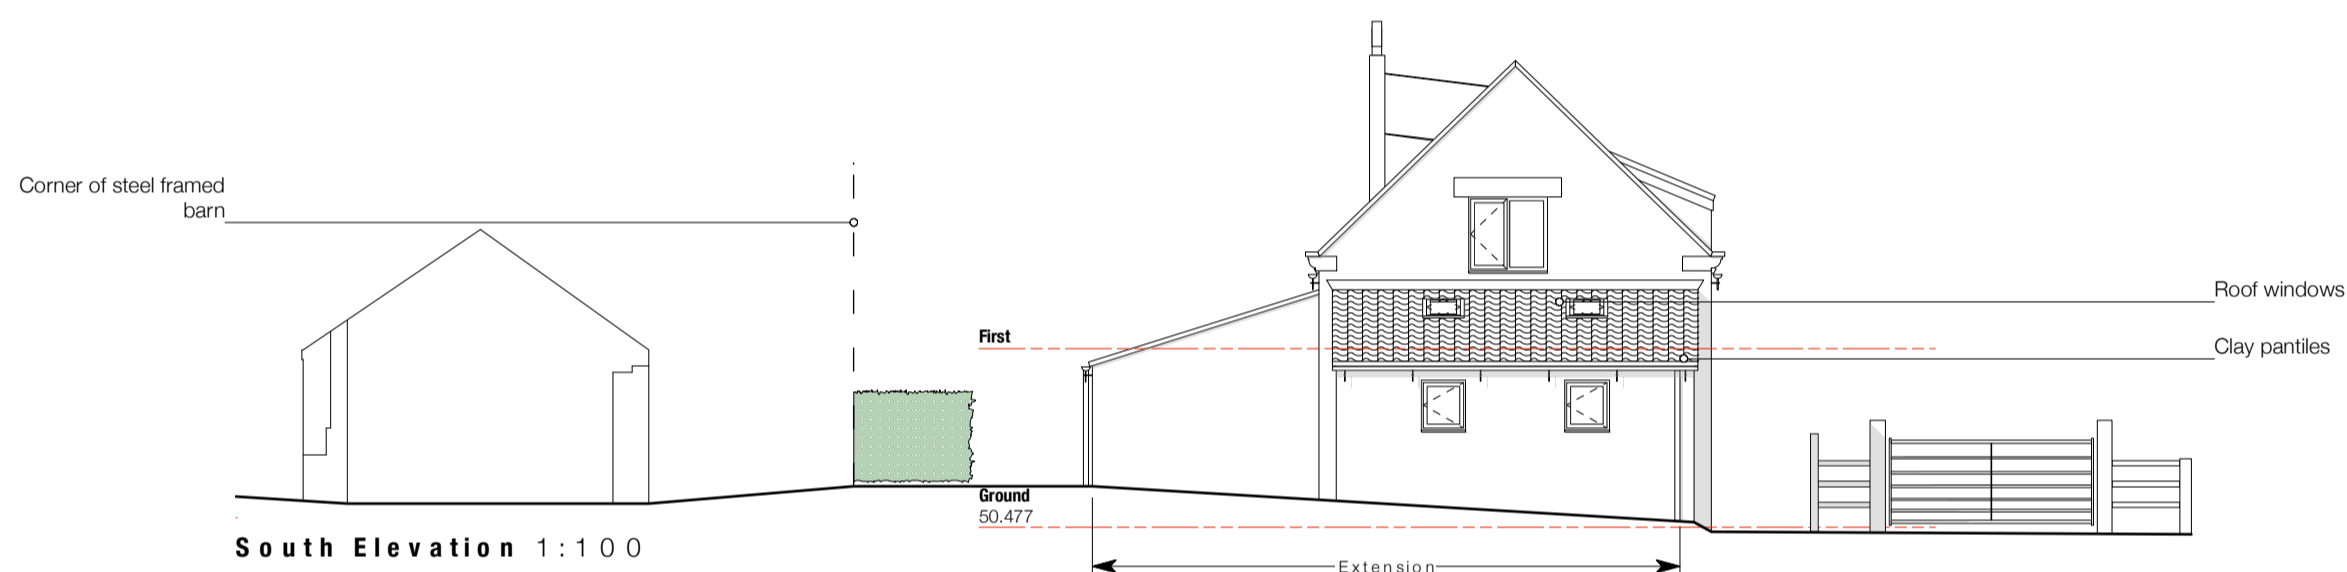 Corner of steel framed
barn
Roof windows
First
Clay pantiles
Ground
50.477
South Elevation 1:100
Extension